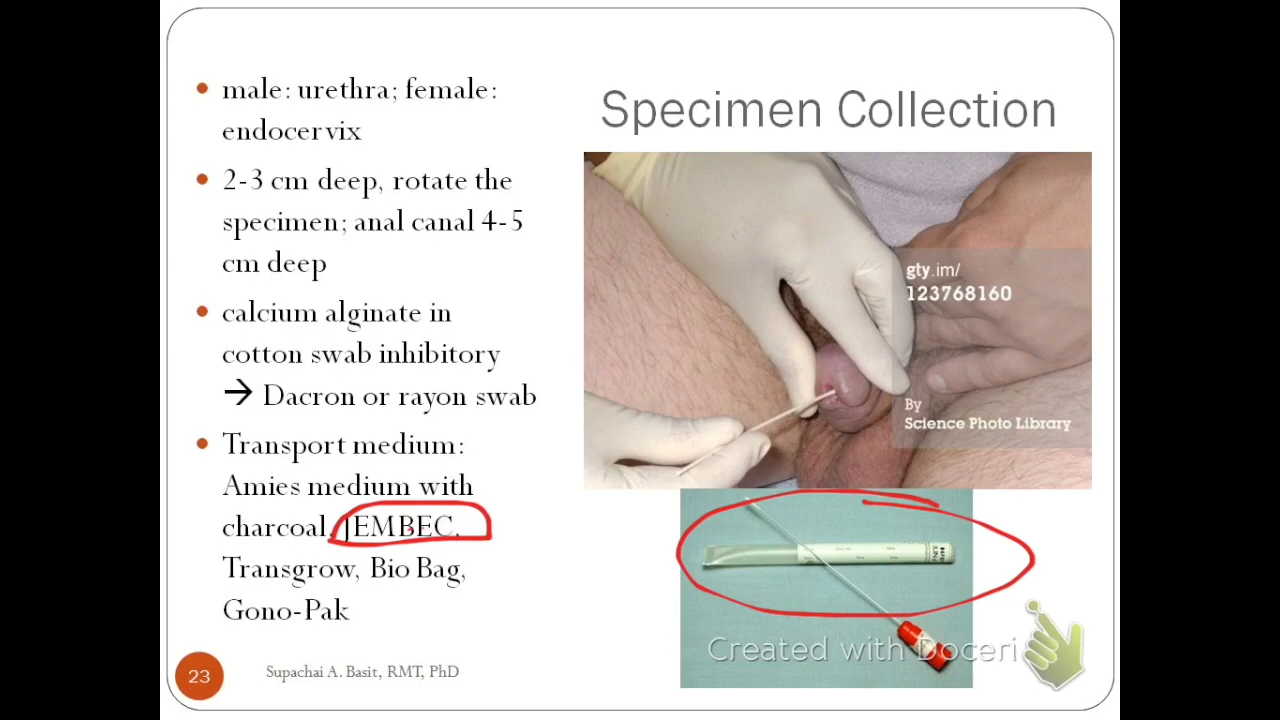 Specimen Collection
• male: urethra; female:
endocervix
• 2-3 cm deep, rotate the
specimen; anal canal 4-5
cm deep
• calcium alginate in
cotton swab inhibitory
→ Dacron or rayon swab
• Transport medium:
Amies medium with
charcoal, JEMBEC,
Transgrow, Bio Bag,
Gono-Pak
gty.im/
123768160
By
Science Photo Library
Created with Doceri
23
Supachai A. Basit, RMT, PhD